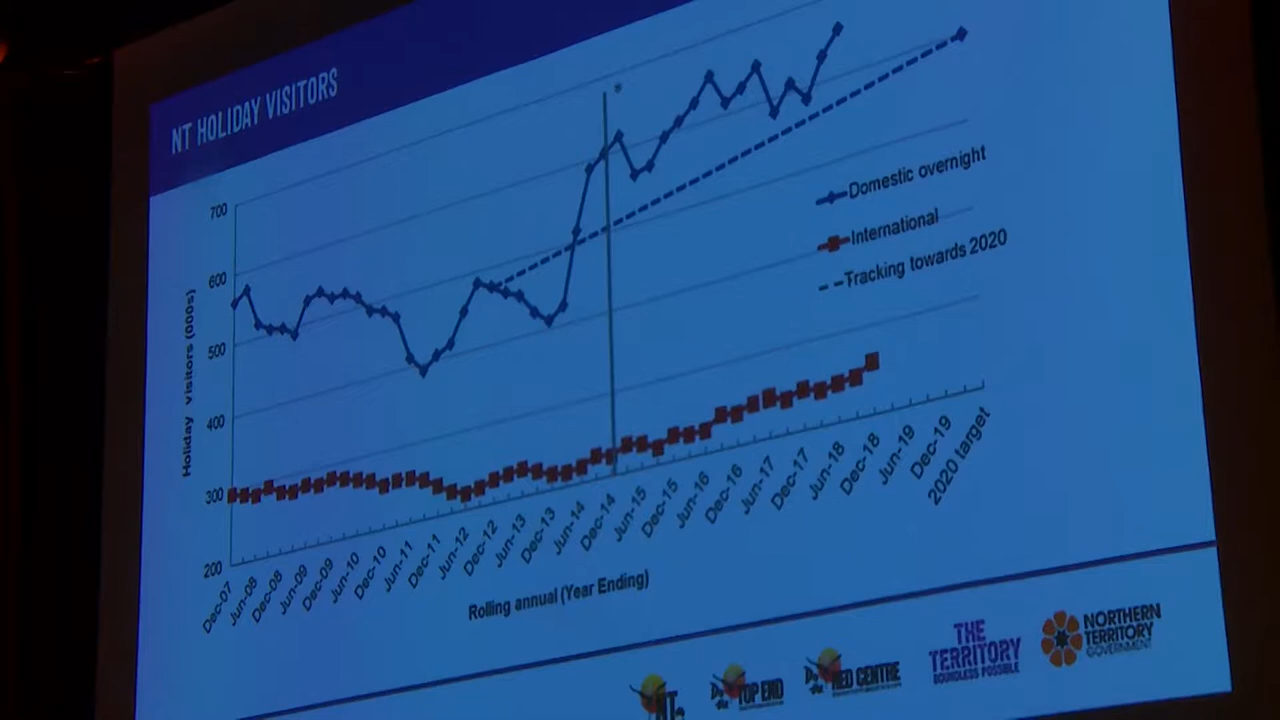 NT HOLIDAY VISITORS
*
700
600
500
400
300
200
Holiday visitors (000s)
Domestic overnight
International
Tracking towards 2020
Dec-07
Jun-08
Dec-08
Jun-09
Dec-09
Jun-10
Dec-10
Jun-11
Dec-11
Jun-12
Dec-12
Jun-13
Dec-13
Jun-14
Dec-14
Jun-15
Dec-15
Jun-16
Dec-16
Jun-17
Dec-17
Jun-18
Dec-18
Jun-19
Dec-19
2020 target
Rolling annual (Year Ending)
NT
TOP END
RED CENTRE
THE
TERRITORY
BOUNDLESS POSSIBLE
NORTHERN
TERRITORY
GOVERNMENT